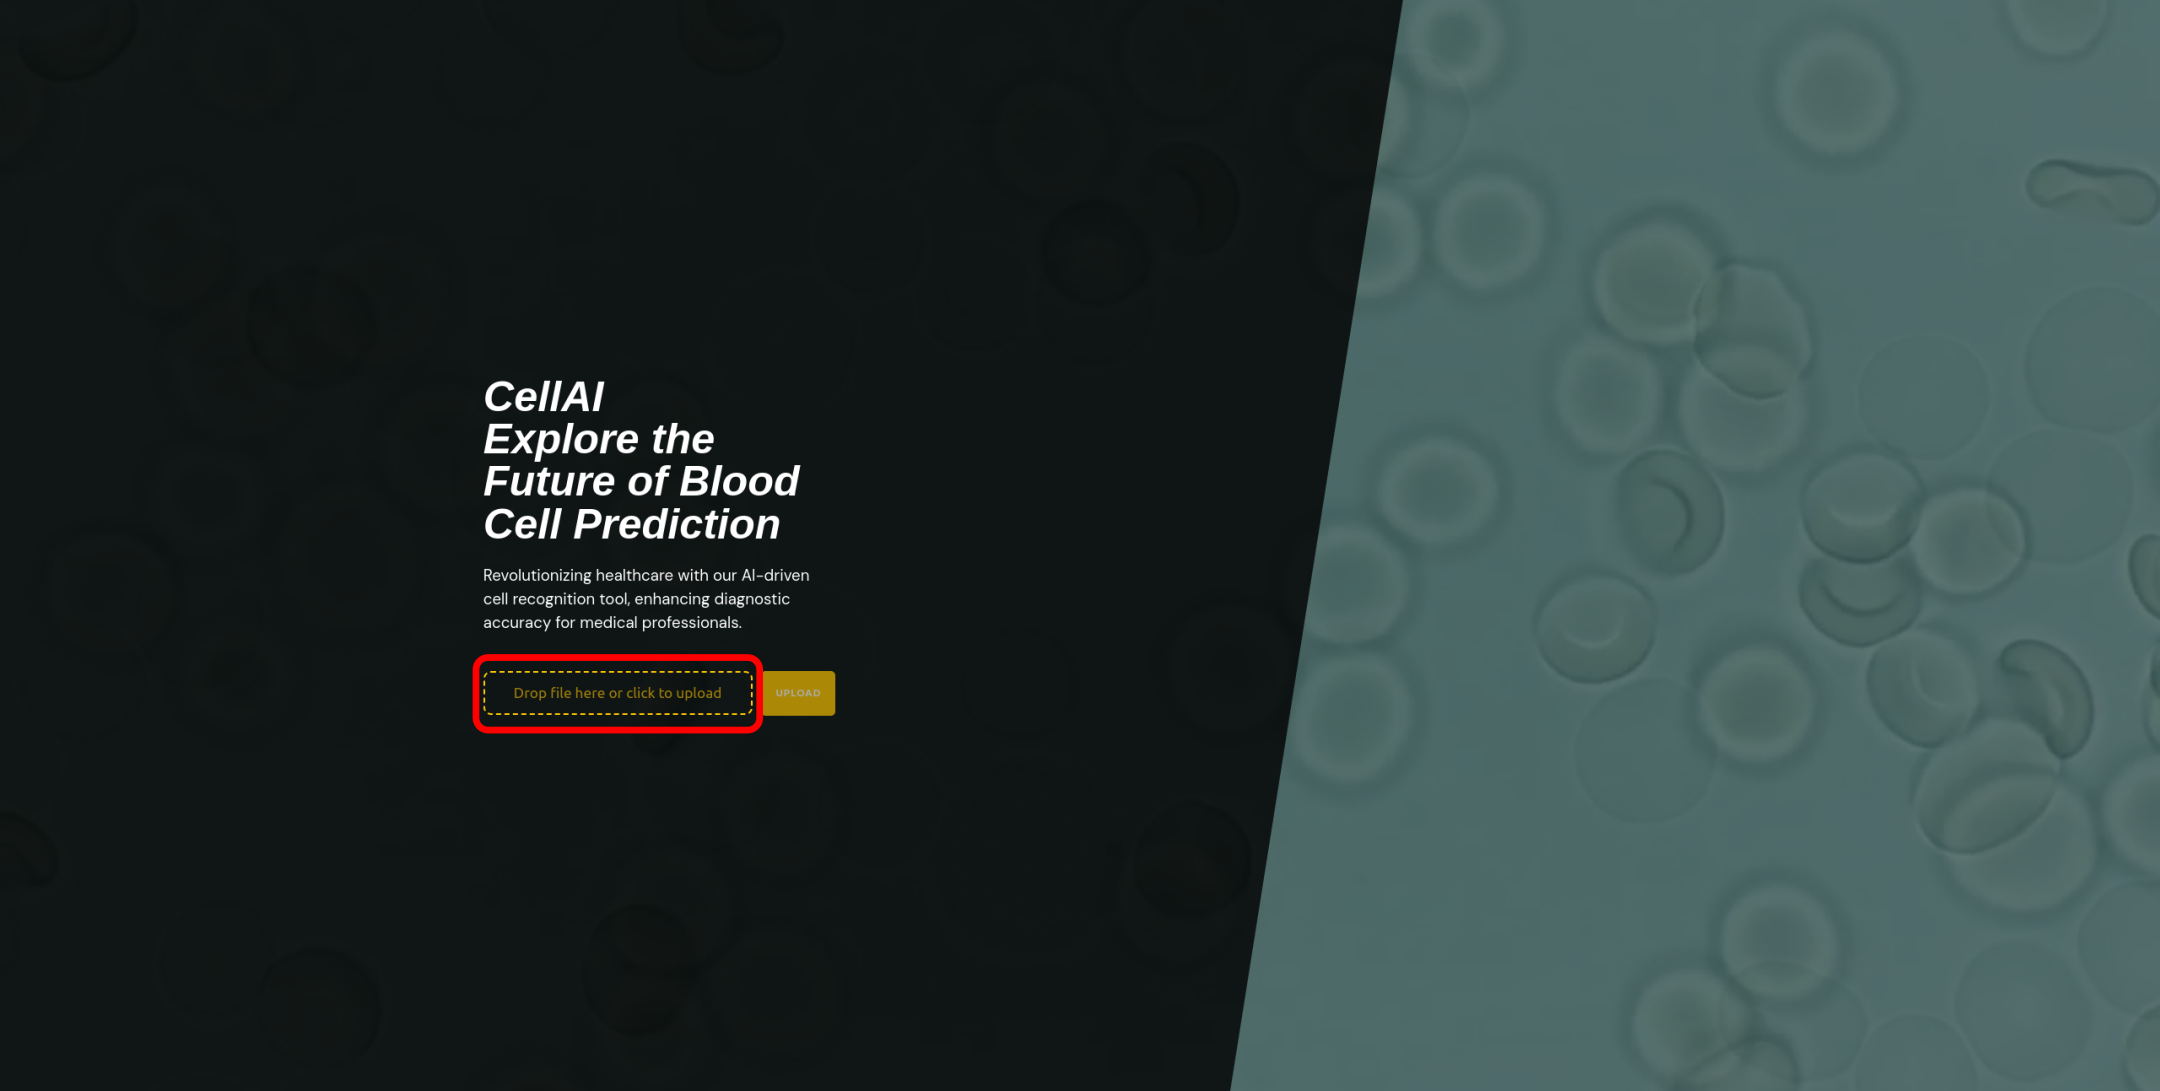 CellAI
Explore the
Future of Blood
Cell Prediction
Revolutionizing healthcare with our AI-driven
cell recognition tool, enhancing diagnostic
accuracy for medical professionals.
Drop file here or click to upload
UPLOAD